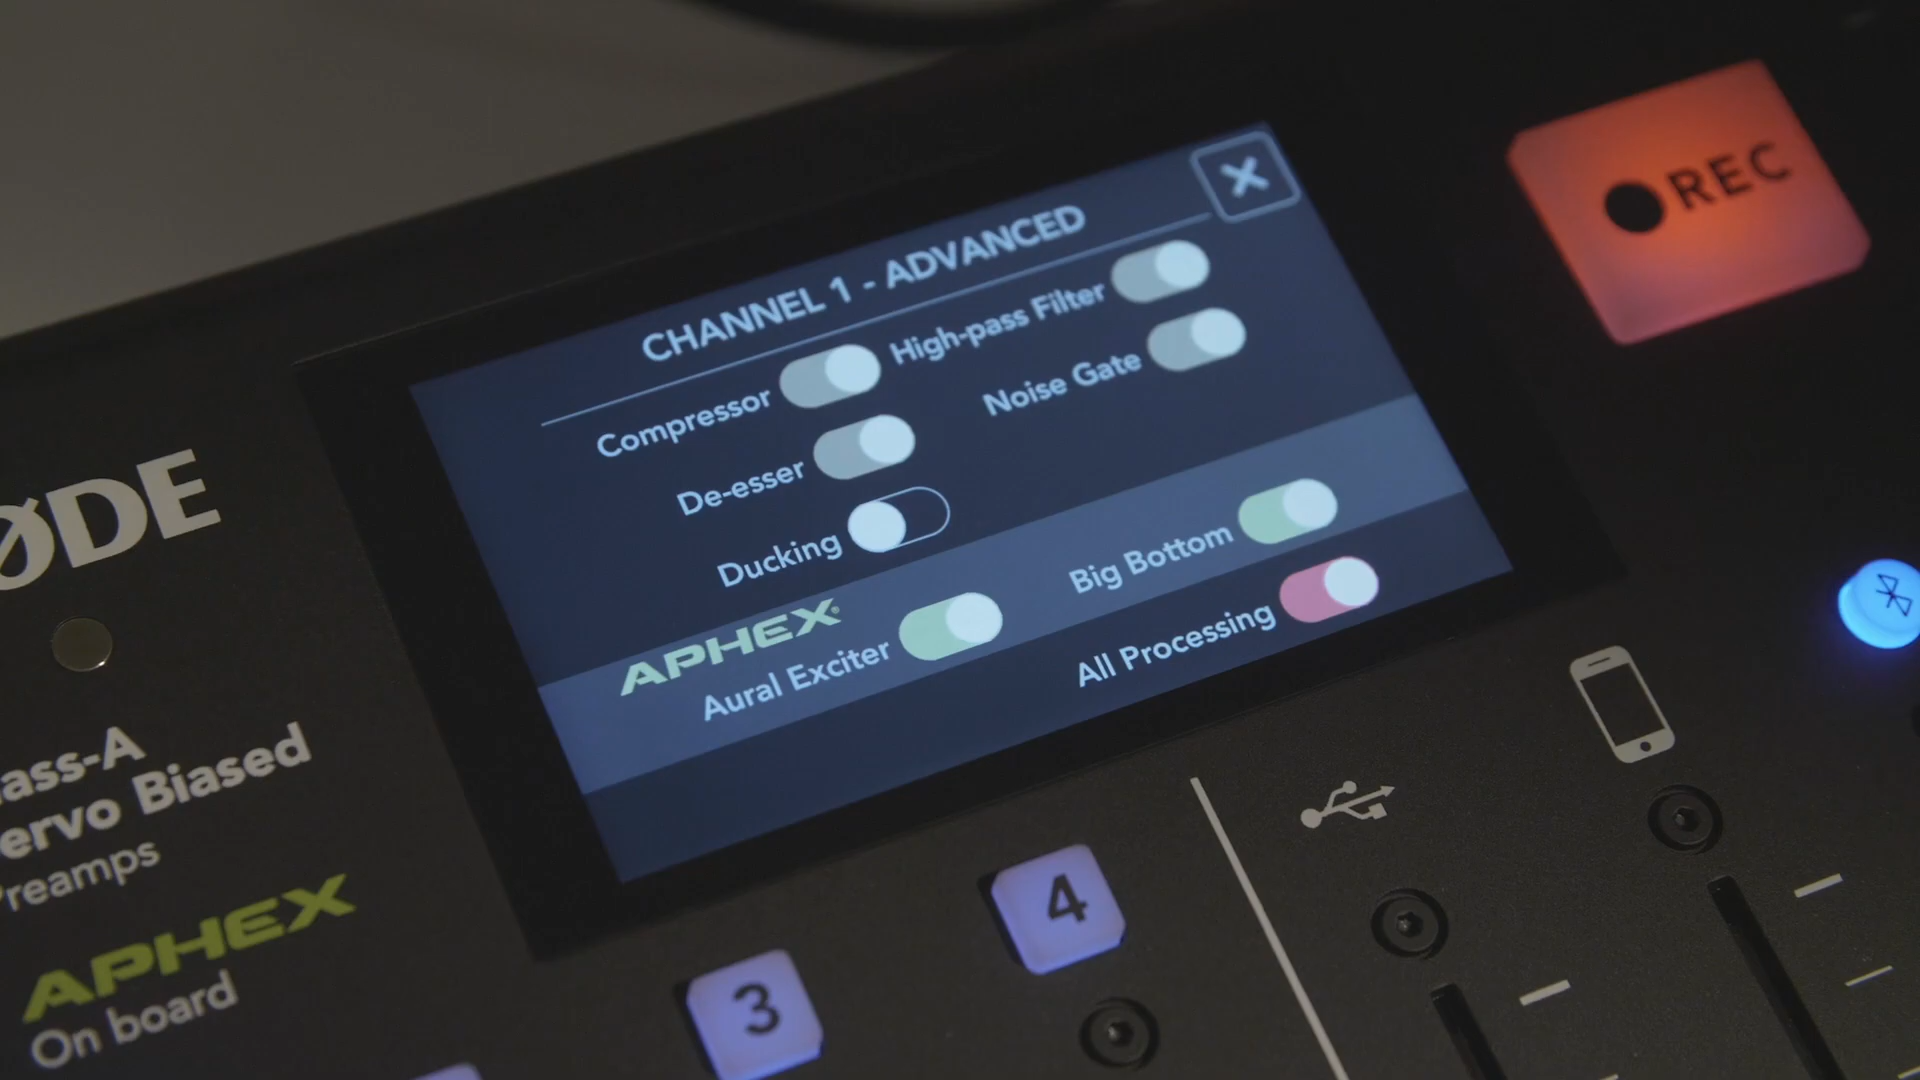 CHANNEL 1 - ADVANCED
Compressor
High-pass Filter
De-esser
Noise Gate
Ducking
APHEX®
Aural Exciter
Big Bottom
All Processing
REC
ØDE
ass-A
ervo Biased
reamps
APHEX
On board
3
4